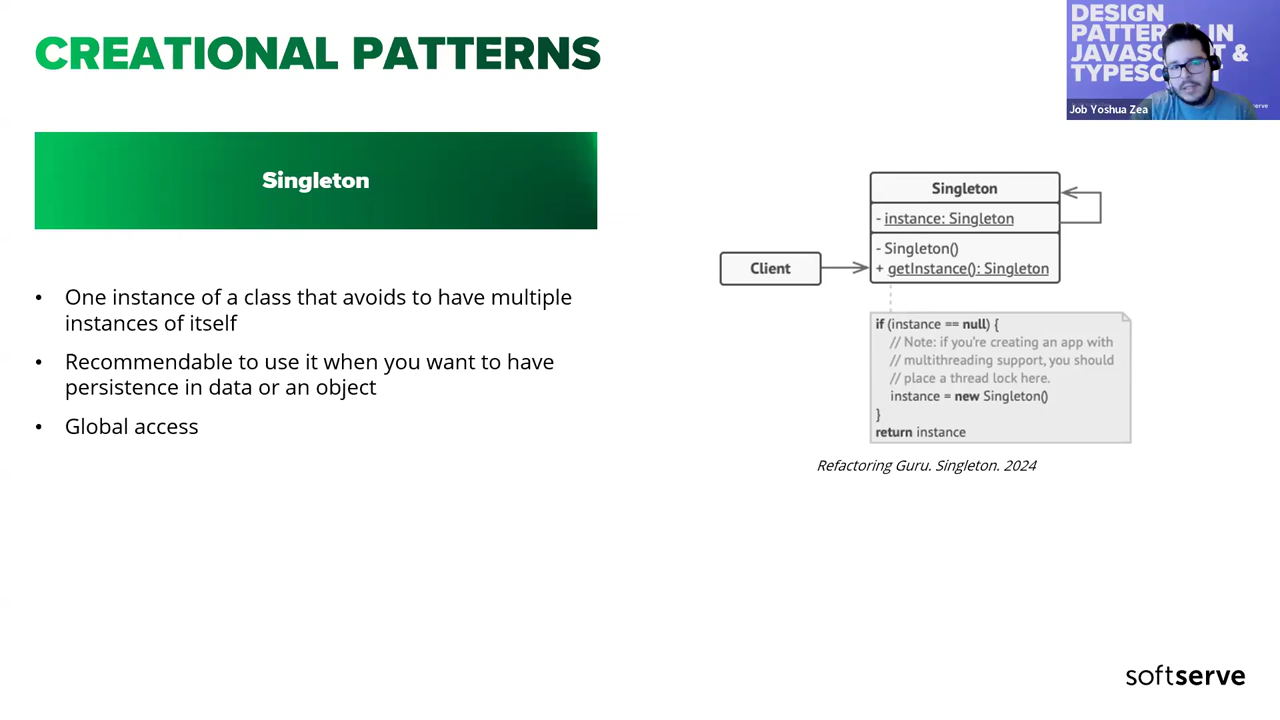 CREATIONAL PATTERNS
DESIGN
PATTERNS IN
&
Job Yoshua Zea
Singleton
• One instance of a class that avoids to have multiple
instances of itself
• Recommendable to use it when you want to have
persistence in data or an object
• Global access
Singleton
- instance: Singleton
- Singleton()
+ getInstance(): Singleton
Client
if (instance == null) {
// Note: if you're creating an app with
// multithreading support, you should
// place a thread lock here.
instance = new Singleton()
}
return instance
Refactoring Guru. Singleton. 2024
softserve